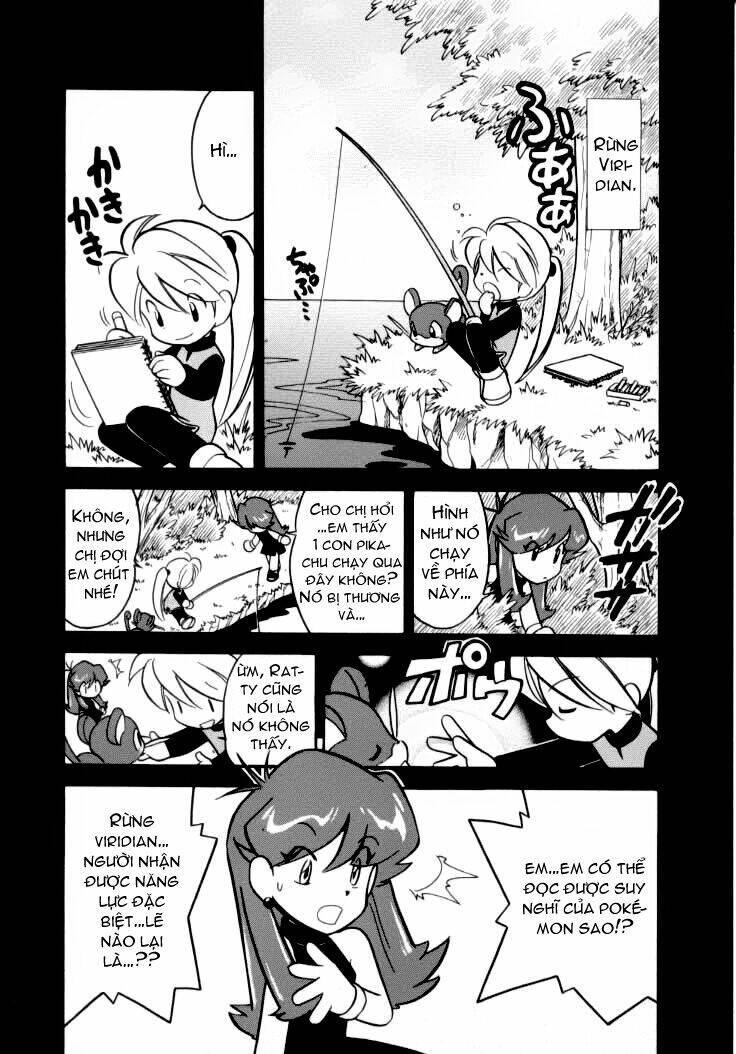 Rừng
Viri-
dian.
ふぁぁ
ちゃぷ…
Hì...
かき
かき
Hình
như nó
chạy
về phía
này...
ガサ
Cho chị hỏi
...em thấy
1 con pika-
chu chạy qua
đây không?
Nó bị thương
và...
Không,
nhưng
chị đợi
em chút
nhé!
ポウ
Ừm, Rat-
ty cũng
nói là
nó không
thấy.
Em...em có thể
đọc được suy
nghĩ của poké-
mon sao!?
Rừng
viridian...
người nhận
được năng
lực đặc
biệt...lẽ
nào lại
là...??